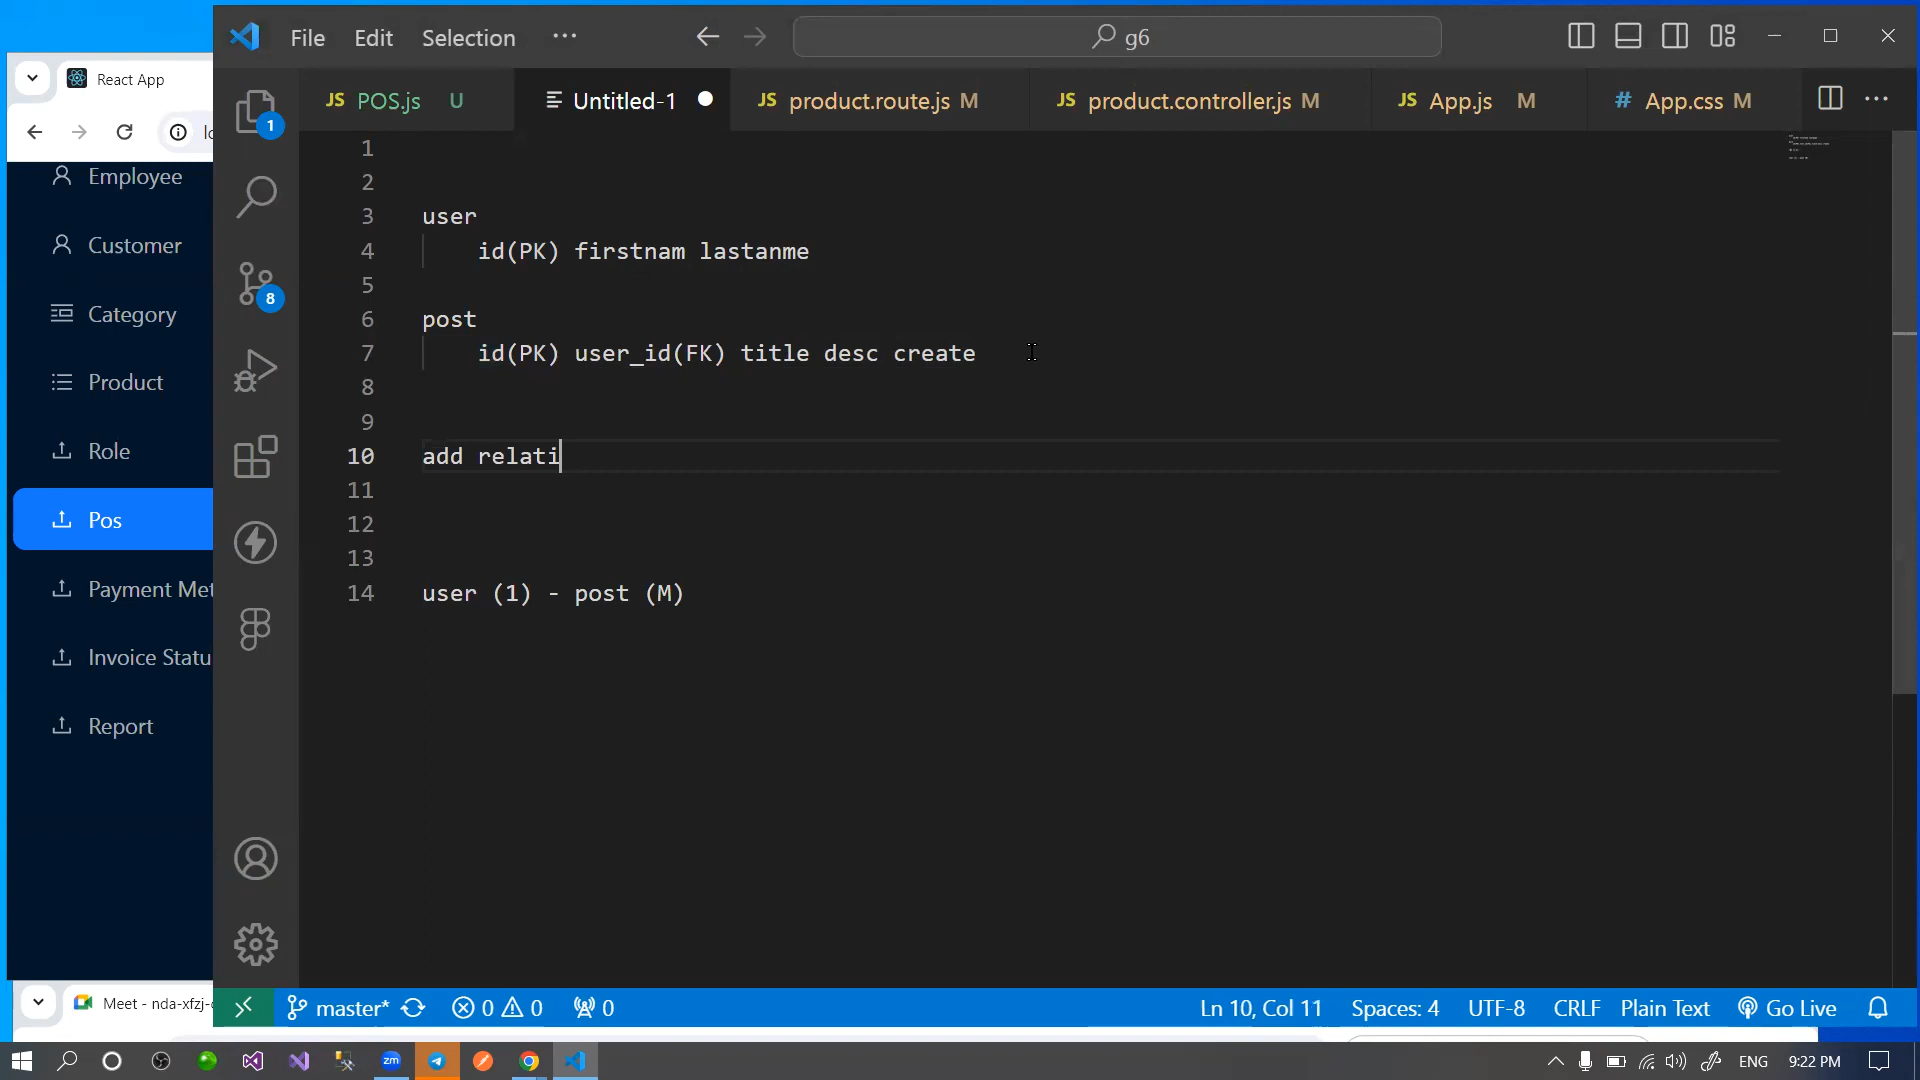 React App
lo
Employee
Customer
Category
Product
Role
Pos
Payment Met
Invoice Statu
Report
Meet - nda-xfzj-
File Edit Selection ···
g6
JS POS.js U
Untitled-1
JS product.route.js M
JS product.controller.js M
JS App.js M
# App.css M
1
8
1
2
3 user
4 id(PK) firstnam lastanme
5
6 post
7 id(PK) user_id(FK) title desc create
8
9
10 add relati
11
12
13
14 user (1) - post (M)
master* 0 0 0
Ln 10, Col 11 Spaces: 4 UTF-8 CRLF Plain Text Go Live
zm
ENG 9:22 PM